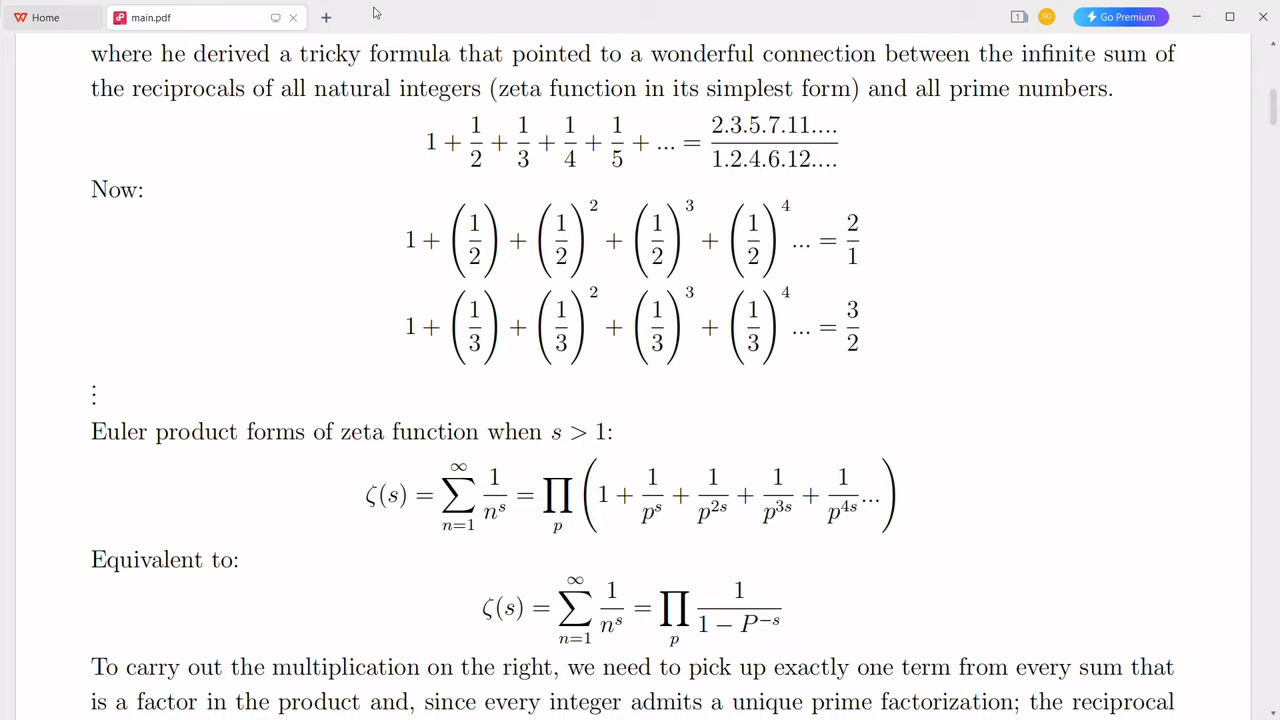 Home
main.pdf
1
Go Premium
where he derived a tricky formula that pointed to a wonderful connection between the infinite sum of
the reciprocals of all natural integers (zeta function in its simplest form) and all prime numbers.
1 + 1/2 + 1/3 + 1/4 + 1/5 + ... = 2.3.5.7.11..../1.2.4.6.12....
Now:
1 + (1/2) + (1/2)^2 + (1/2)^3 + (1/2)^4 ... = 2/1
1 + (1/3) + (1/3)^2 + (1/3)^3 + (1/3)^4 ... = 3/2
⋮
Euler product forms of zeta function when s > 1:
ζ(s) = ∑_{n=1}^{∞} 1/n^s = ∏_p (1 + 1/p^s + 1/p^{2s} + 1/p^{3s} + 1/p^{4s} ...)
Equivalent to:
ζ(s) = ∑_{n=1}^{∞} 1/n^s = ∏_p 1/(1 − P^{−s})
To carry out the multiplication on the right, we need to pick up exactly one term from every sum that
is a factor in the product and, since every integer admits a unique prime factorization; the reciprocal